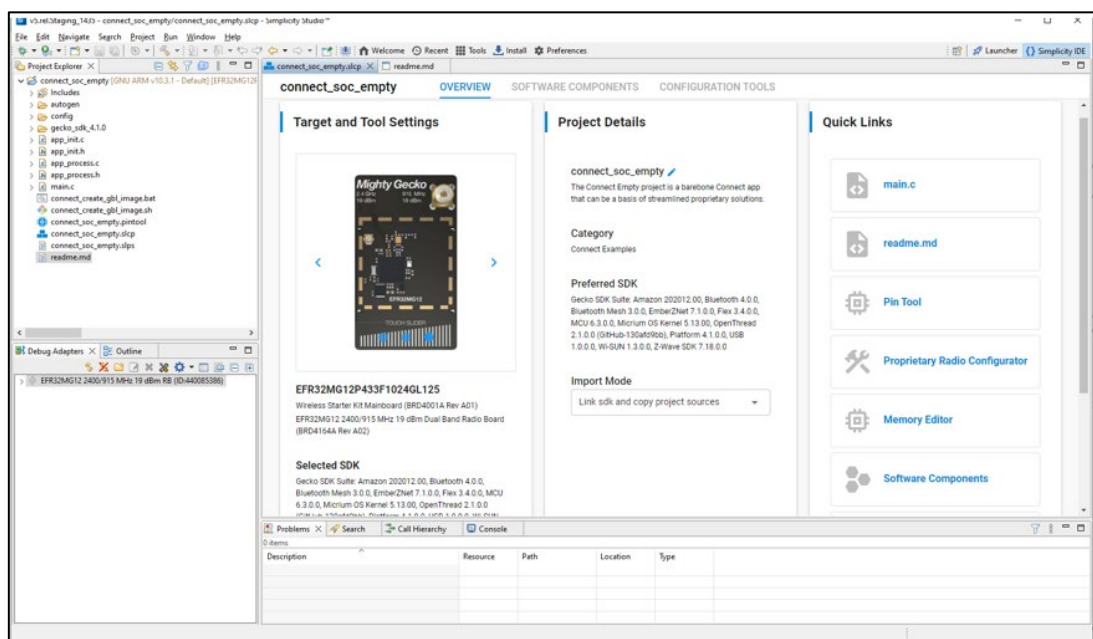 v5.rel.Staging_1435 - connect_soc_empty/connect_soc_empty.slcp - Simplicity Studio™
File Edit Navigate Search Project Run Window Help
Welcome Recent Tools Install Preferences
Launcher Simplicity IDE
Project Explorer
connect_soc_empty [GNU ARM v10.3.1 - Default] [EFR32MG12P
Includes
autogen
config
gecko_sdk_4.1.0
app_init.c
app_init.h
app_process.c
app_process.h
main.c
connect_create_gbl_image.bat
connect_create_gbl_image.sh
connect_soc_empty.pintool
connect_soc_empty.slcp
connect_soc_empty.slps
readme.md
Debug Adapters Outline
EFR32MG12 2400/915 MHz 19 dBm RB (ID:440085386)
connect_soc_empty.slcp readme.md
connect_soc_empty OVERVIEW SOFTWARE COMPONENTS CONFIGURATION TOOLS
Target and Tool Settings
Mighty Gecko
2.4 GHz
19 dBm
915 MHz
19 dBm
EFR32MG12
TOUCH SLIDER
EFR32MG12P433F1024GL125
Wireless Starter Kit Mainboard (BRD4001A Rev A01)
EFR32MG12 2400/915 MHz 19 dBm Dual Band Radio Board
(BRD4164A Rev A02)
Selected SDK
Gecko SDK Suite: Amazon 202012.00, Bluetooth 4.0.0,
Bluetooth Mesh 3.0.0, EmberZNet 7.1.0.0, Flex 3.4.0.0, MCU
6.3.0.0, Micrium OS Kernel 5.13.00, OpenThread 2.1.0.0
Project Details
connect_soc_empty
The Connect Empty project is a barebone Connect app
that can be a basis of streamlined proprietary solutions.
Category
Connect Examples
Preferred SDK
Gecko SDK Suite: Amazon 202012.00, Bluetooth 4.0.0,
Bluetooth Mesh 3.0.0, EmberZNet 7.1.0.0, Flex 3.4.0.0,
MCU 6.3.0.0, Micrium OS Kernel 5.13.00, OpenThread
2.1.0.0 (GitHub-130afd9bb), Platform 4.1.0.0, USB
1.0.0.0, Wi-SUN 1.3.0.0, Z-Wave SDK 7.18.0.0
Import Mode
Link sdk and copy project sources
Quick Links
main.c
readme.md
Pin Tool
Proprietary Radio Configurator
Memory Editor
Software Components
Problems Search Call Hierarchy Console
0 items
Description Resource Path Location Type